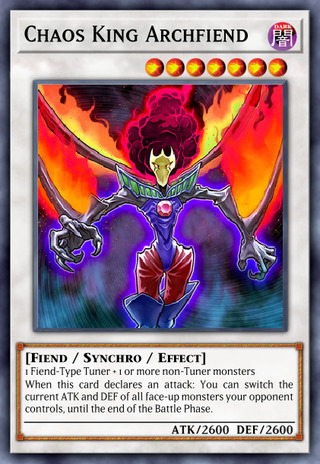 Chaos King Archfiend
DARK
闇
[Fiend / Synchro / Effect]
1 Fiend-Type Tuner + 1 or more non-Tuner monsters
When this card declares an attack: You can switch the
current ATK and DEF of all face-up monsters your opponent
controls, until the end of the Battle Phase.
ATK/2600 DEF/2600